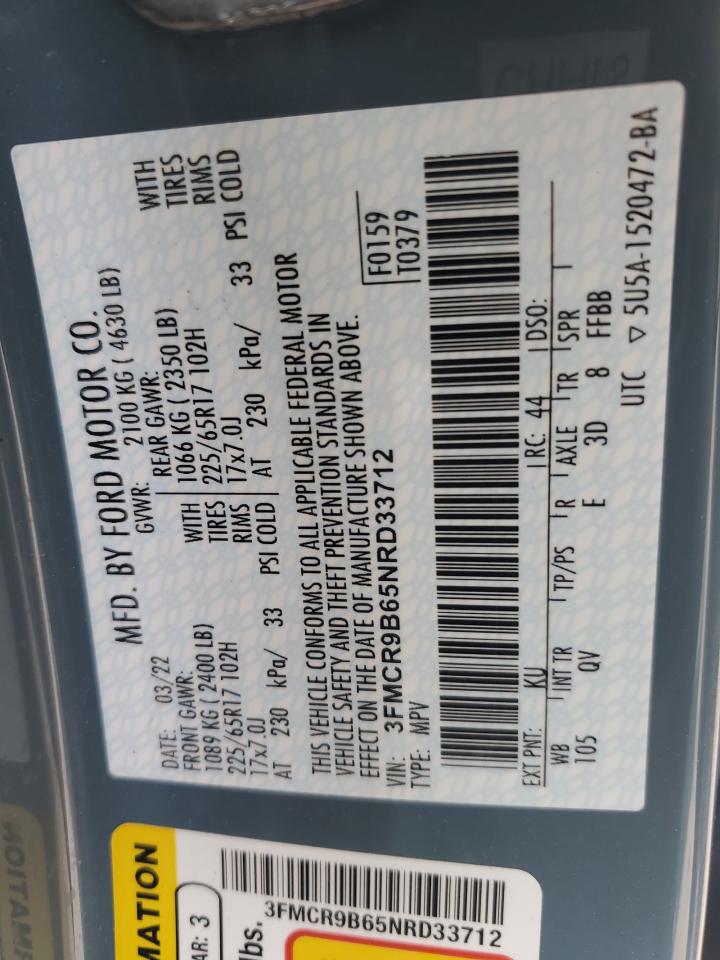 MFD. BY FORD MOTOR CO.
DATE: 03/22 GVWR: 2100 KG ( 4630 LB)
FRONT GAWR: REAR GAWR:
1089 KG ( 2400 LB) WITH 1066 KG ( 2350 LB) WITH
225/65R17 102H TIRES 225/65R17 102H TIRES
17x7.0J RIMS 17x7.0J RIMS
AT 230 kPa/ 33 PSI COLD AT 230 kPa/ 33 PSI COLD
THIS VEHICLE CONFORMS TO ALL APPLICABLE FEDERAL MOTOR
VEHICLE SAFETY AND THEFT PREVENTION STANDARDS IN
EFFECT ON THE DATE OF MANUFACTURE SHOWN ABOVE.
VIN: 3FMCR9B65NRD33712 F0159
TYPE: MPV T0379
EXT PNT: KU RC: 44 DSO:
WB INT TR TP/PS R AXLE TR SPR
105 QV E 3D 8 FFBB
UTC ▽ 5U5A-1520472-BA
MATION
AR: 3
lbs.
3FMCR9B65NRD33712